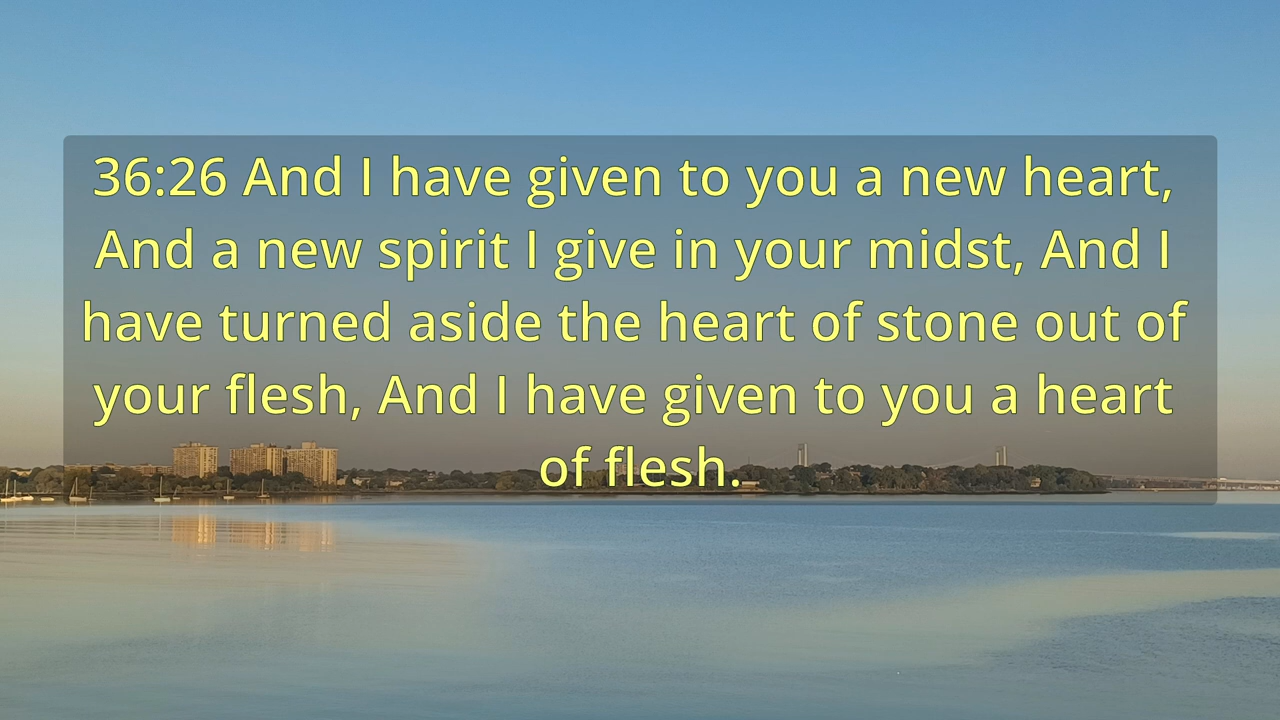 36:26 And I have given to you a new heart,
And a new spirit I give in your midst, And I
have turned aside the heart of stone out of
your flesh, And I have given to you a heart
of flesh.